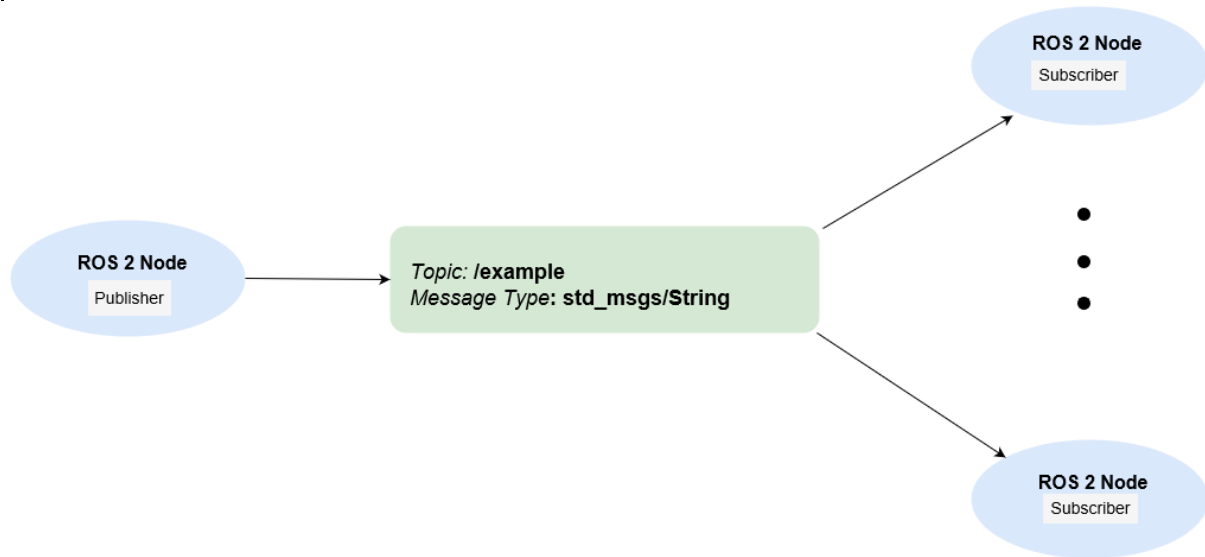 ROS 2 Node
Subscriber
ROS 2 Node
Publisher
Topic: /example
Message Type: std_msgs/String
ROS 2 Node
Subscriber